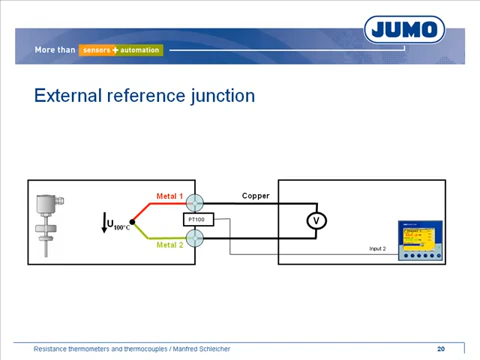 JUMO
More than sensors + automation
External reference junction
Metal 1
Copper
U100°C
PT100
V
Metal 2
Input 2
Resistance thermometers and thermocouples / Manfred Schleicher
20